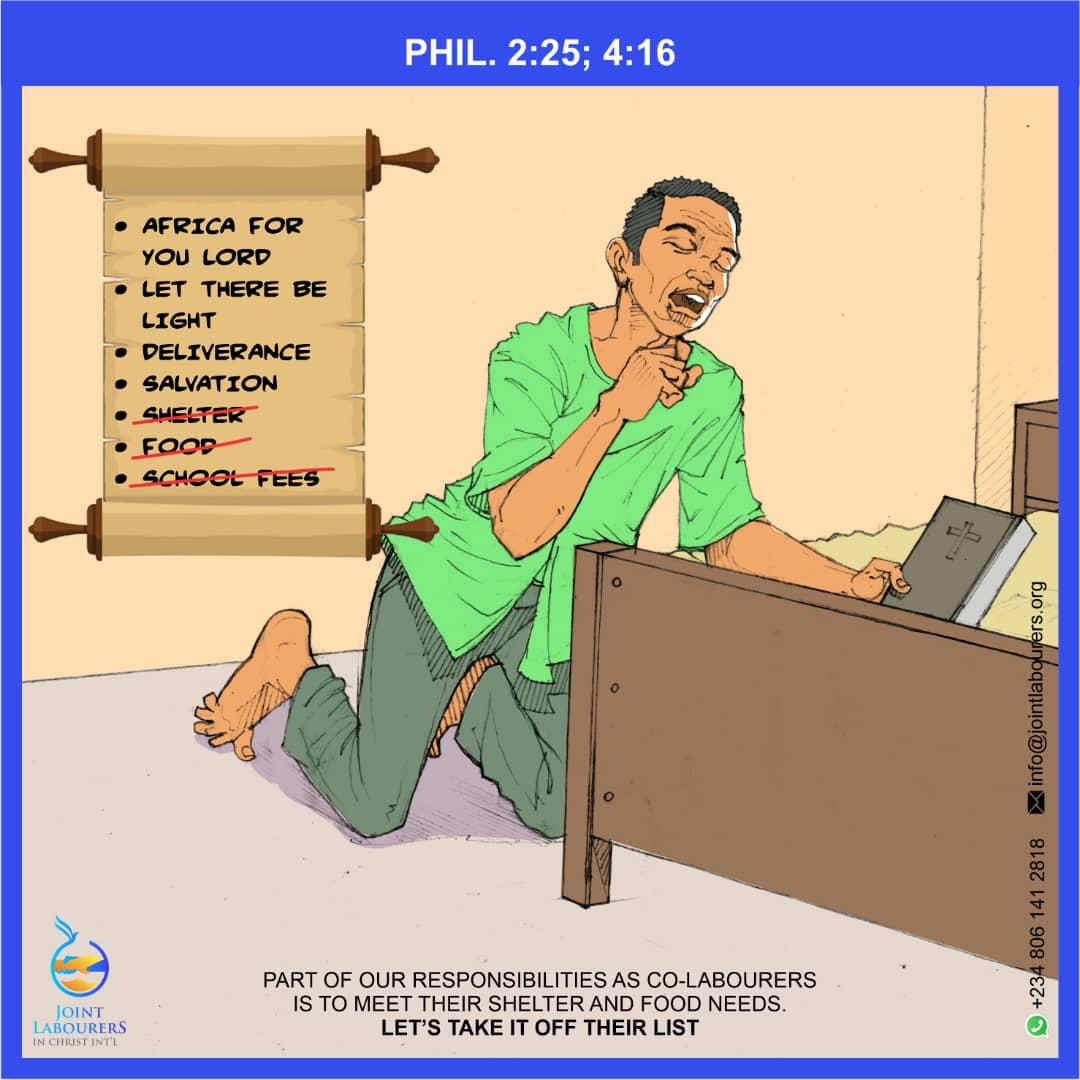 PHIL. 2:25; 4:16
• AFRICA FOR
YOU LORD
• LET THERE BE
LIGHT
• DELIVERANCE
• SALVATION
• SHELTER
• FOOD
• SCHOOL FEES
PART OF OUR RESPONSIBILITIES AS CO-LABOURERS
IS TO MEET THEIR SHELTER AND FOOD NEEDS.
LET'S TAKE IT OFF THEIR LIST
JOINT
LABOURERS
IN CHRIST INT'L
+234 806 141 2818
info@jointlabourers.org